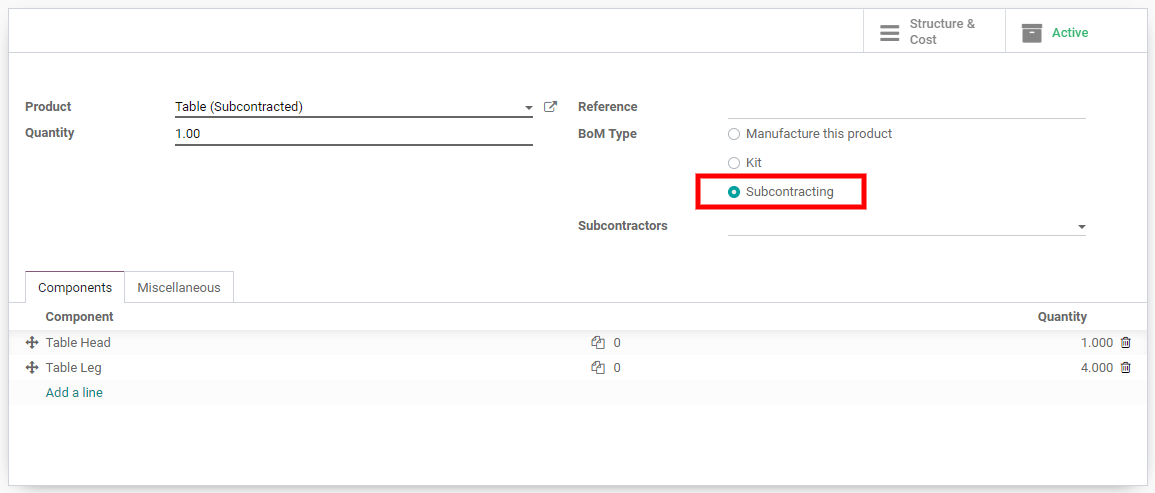 Structure &
Cost
Active
Product Table (Subcontracted)
Reference
Quantity 1.00
BoM Type Manufacture this product
Kit
Subcontracting
Subcontractors
Components Miscellaneous
Component Quantity
Table Head 0 1.000
Table Leg 0 4.000
Add a line